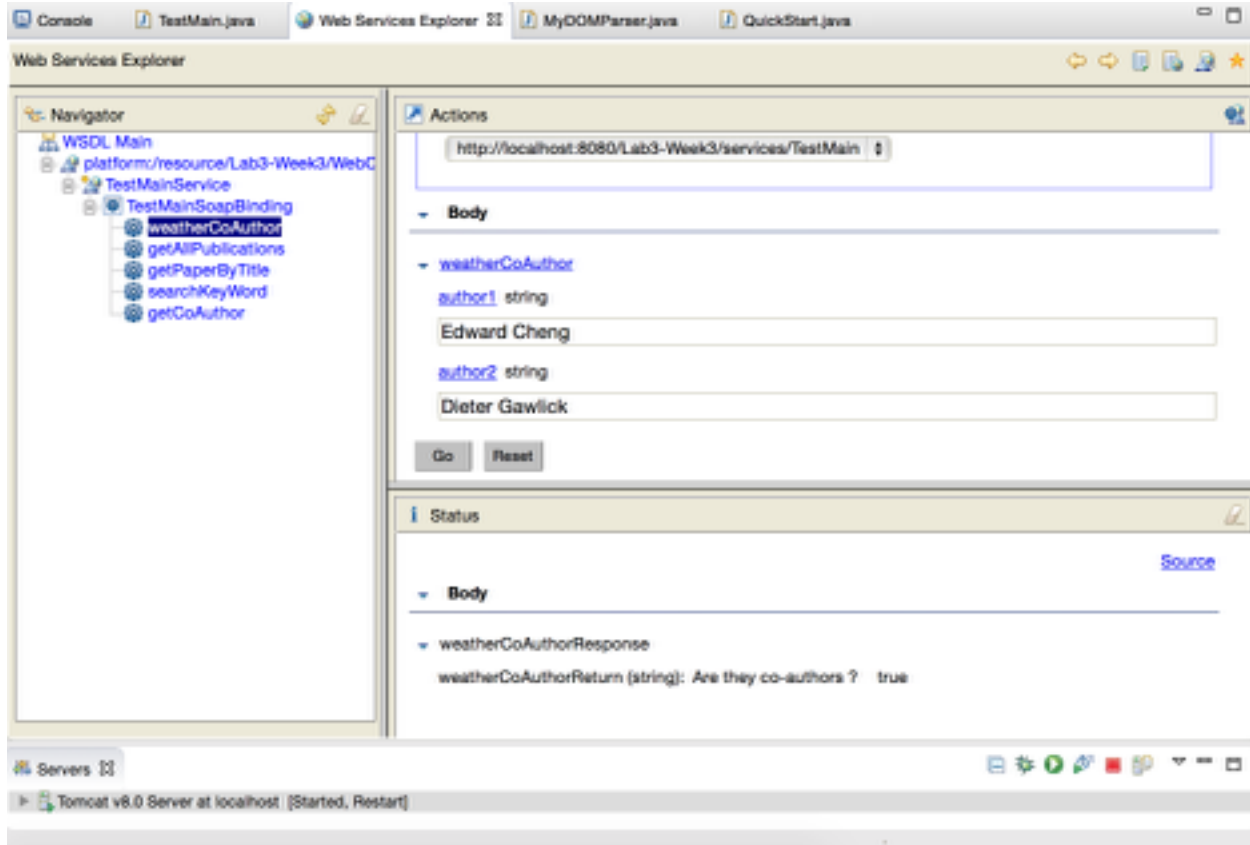 Console TestMain.java Web Services Explorer MyDOMParser.java QuickStart.java
Web Services Explorer
Navigator
WSDL Main
platform:/resource/Lab3-Week3/WebC
TestMainService
TestMainSoapBinding
weatherCoAuthor
getAllPublications
getPaperByTitle
searchKeyWord
getCoAuthor
Actions
http://localhost:8080/Lab3-Week3/services/TestMain
Body
weatherCoAuthor
author1 string
Edward Cheng
author2 string
Dieter Gawlick
Go Reset
Status
Source
Body
weatherCoAuthorResponse
weatherCoAuthorReturn (string): Are they co-authors ? true
Servers
Tomcat v8.0 Server at localhost [Started, Restart]